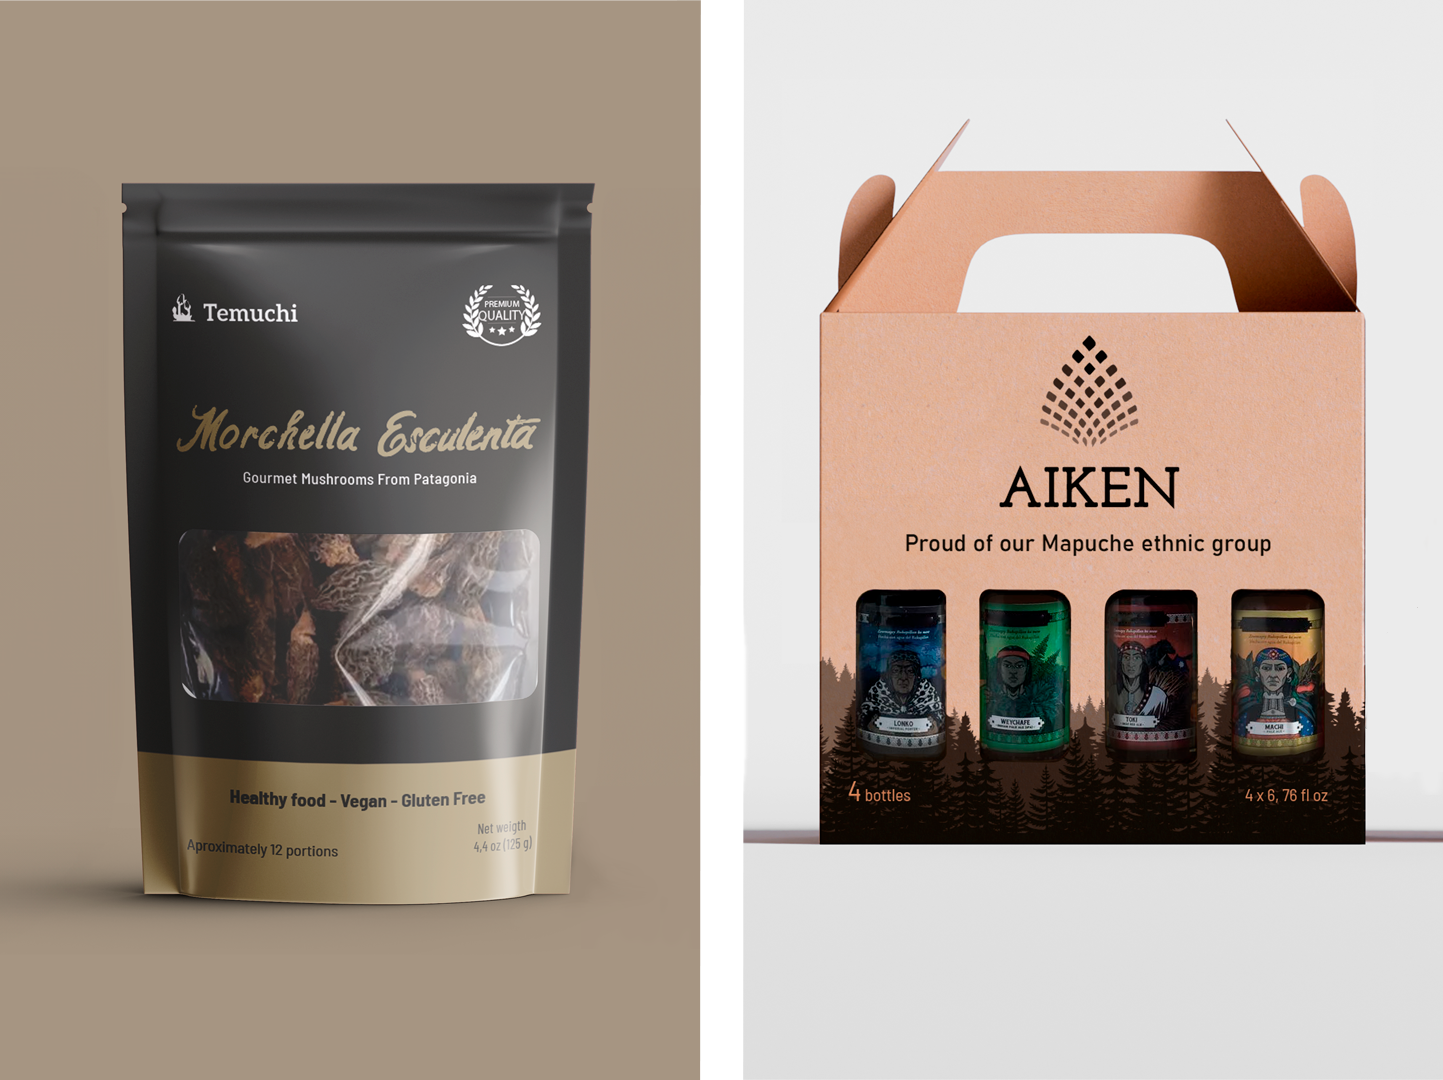 Temuchi
PREMIUM
QUALITY
Morchella Esculenta
Gourmet Mushrooms From Patagonia
Healthy food - Vegan - Gluten Free
Net weigth
4,4 oz (125 g)
Aproximately 12 portions
AIKEN
Proud of our Mapuche ethnic group
LONKO
WEYCHAFE
TOKI
MACHI
4 bottles
4 x 6, 76 fl oz